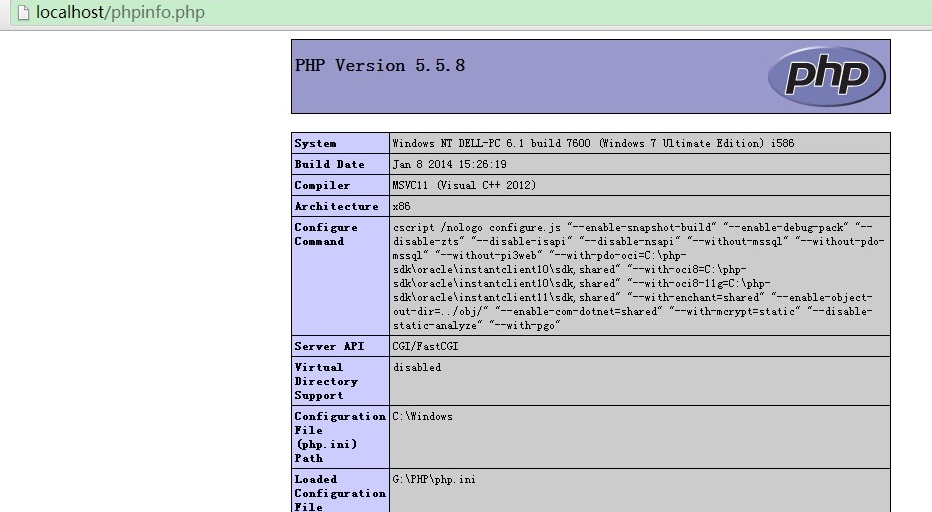 localhost/phpinfo.php
PHP Version 5.5.8
php
System
Windows NT DELL-PC 6.1 build 7600 (Windows 7 Ultimate Edition) i586
Build Date
Jan 8 2014 15:26:19
Compiler
MSVC11 (Visual C++ 2012)
Architecture
x86
Configure
Command
cscript /nologo configure.js "--enable-snapshot-build" "--enable-debug-pack" "--
disable-zts" "--disable-isapi" "--disable-nsapi" "--without-mssql" "--without-pdo-
mssql" "--without-pi3web" "--with-pdo-oci=C:\php-
sdk\oracle\instantclient10\sdk,shared" "--with-oci8=C:\php-
sdk\oracle\instantclient10\sdk,shared" "--with-oci8-11g=C:\php-
sdk\oracle\instantclient11\sdk,shared" "--with-enchant=shared" "--enable-object-
out-dir=../obj/" "--enable-com-dotnet=shared" "--with-mcrypt=static" "--disable-
static-analyze" "--with-pgo"
Server API
CGI/FastCGI
Virtual
Directory
Support
disabled
Configuration
File
(php.ini)
Path
C:\Windows
Loaded
Configuration
File
G:\PHP\php.ini